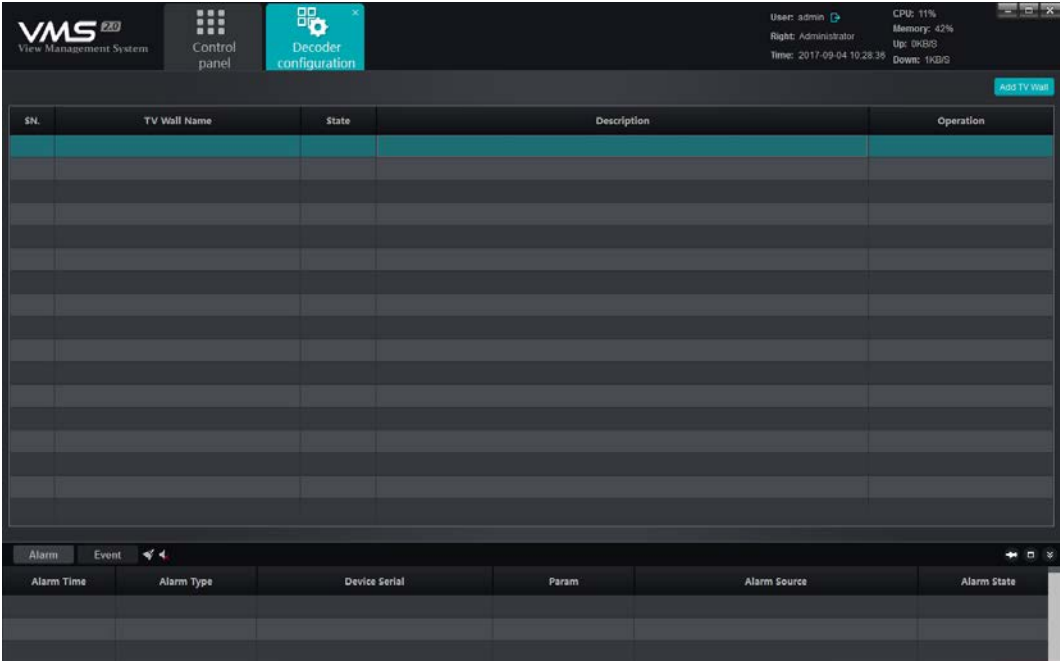 VMS 2.0
View Management System
Control
panel
Decoder
configuration
User: admin
Right: Administrator
Time: 2017-09-04 10:28:36
CPU: 11%
Memory: 42%
Up: 0KB/S
Down: 1KB/S
Add TV Wall
SN. TV Wall Name State Description Operation
Alarm Event
Alarm Time Alarm Type Device Serial Param Alarm Source Alarm State